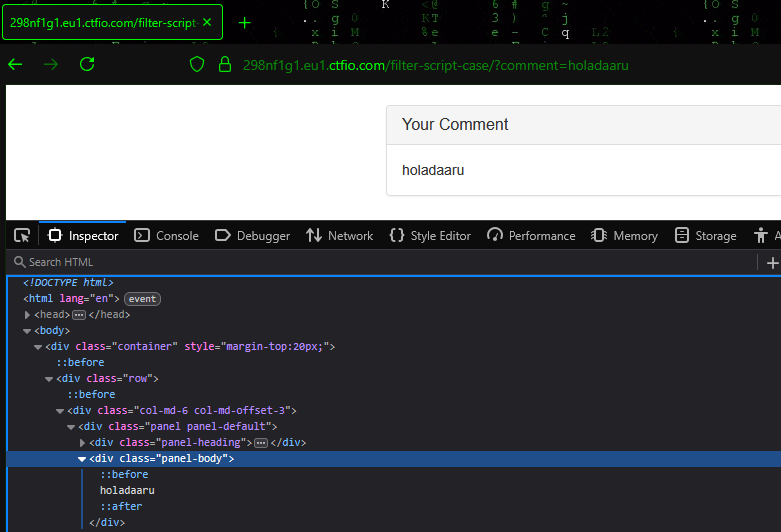 298nf1g1.eu1.ctfio.com/filter-script- ×
298nf1g1.eu1.ctfio.com/filter-script-case/?comment=holadaaru
Your Comment
holadaaru
Inspector Console Debugger Network Style Editor Performance Memory Storage A
Search HTML
<!DOCTYPE html>
<html lang="en"> event
<head> ··· </head>
<body>
<div class="container" style="margin-top:20px;">
::before
<div class="row">
::before
<div class="col-md-6 col-md-offset-3">
<div class="panel panel-default">
<div class="panel-heading"> ··· </div>
<div class="panel-body">
::before
holadaaru
::after
</div>